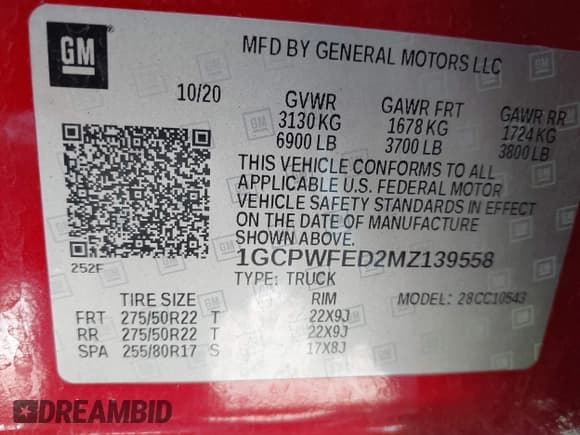 GM
MFD BY GENERAL MOTORS LLC
10/20 GVWR GAWR FRT GAWR RR
3130 KG 1678 KG 1724 KG
6900 LB 3700 LB 3800 LB
THIS VEHICLE CONFORMS TO ALL
APPLICABLE U.S. FEDERAL MOTOR
VEHICLE SAFETY STANDARDS IN EFFECT
ON THE DATE OF MANUFACTURE
SHOWN ABOVE.
252F 1GCPWFED2MZ139558
TYPE: TRUCK MODEL: 28CC10543
TIRE SIZE RIM
FRT 275/50R22 T 22X9J
RR 275/50R22 T 22X9J
SPA 255/80R17 S 17X8J
DREAMBID